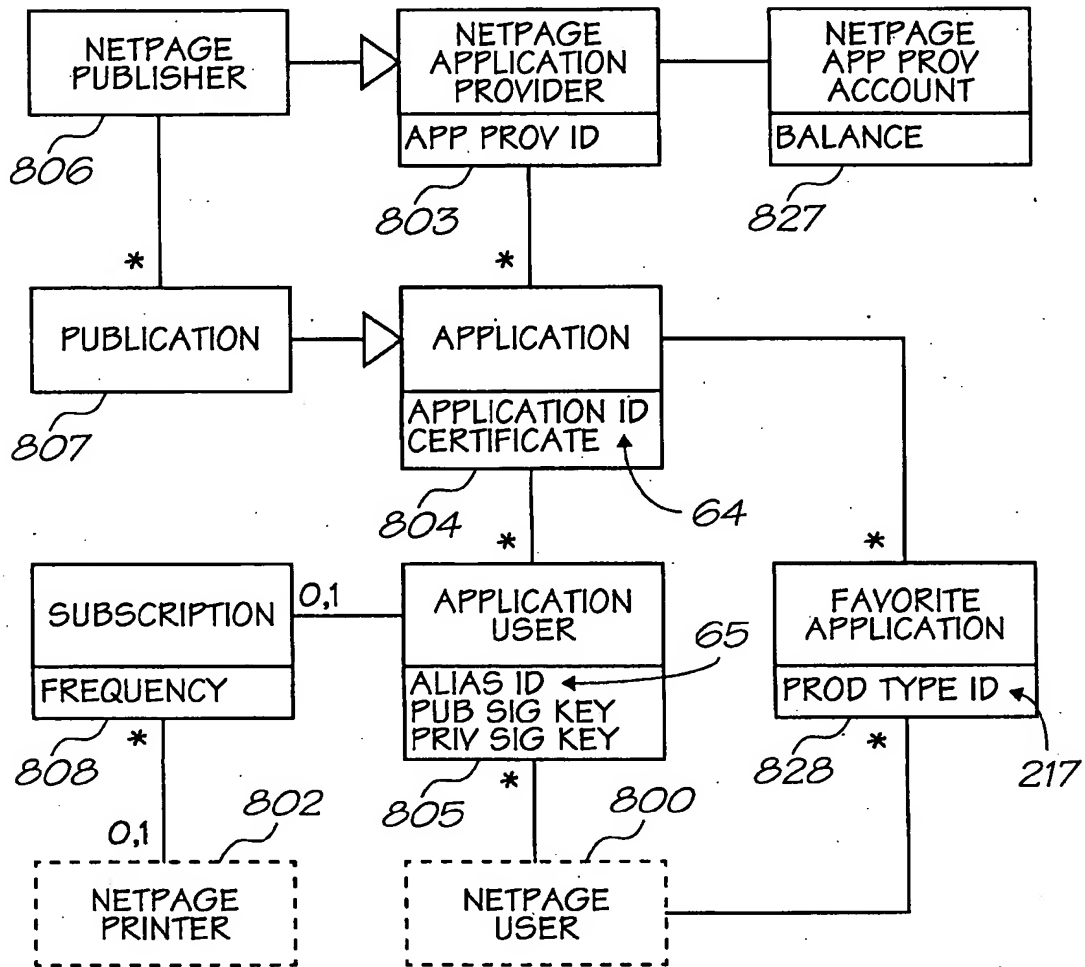 NETPAGE
PUBLISHER
806
NETPAGE
APPLICATION
PROVIDER
APP PROV ID
803
NETPAGE
APP PROV
ACCOUNT
BALANCE
827
*
*
PUBLICATION
807
APPLICATION
APPLICATION ID
CERTIFICATE
804
64
*
*
SUBSCRIPTION
FREQUENCY
808
0,1
APPLICATION
USER
ALIAS ID
PUB SIG KEY
PRIV SIG KEY
805
65
FAVORITE
APPLICATION
PROD TYPE ID
828
217
*
*
*
0,1
802
800
NETPAGE
PRINTER
NETPAGE
USER